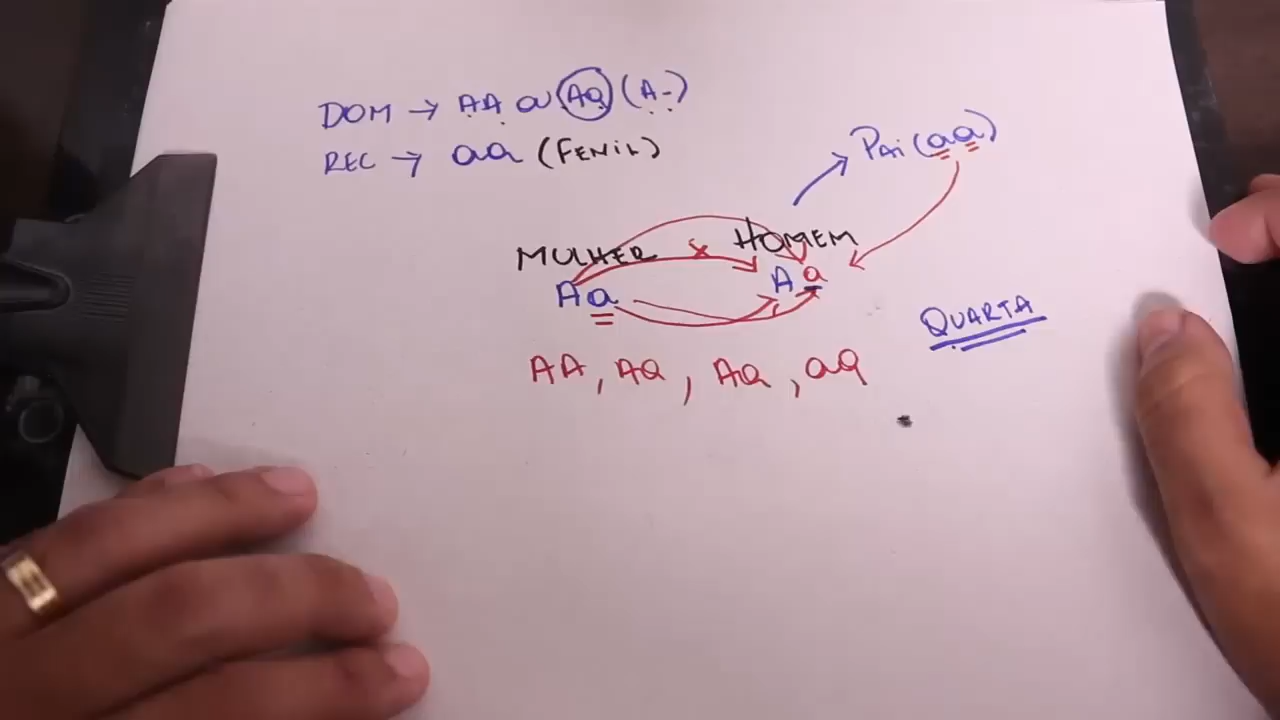 DOM → AA ou Aa (A-)
REC → aa (FENIL)
PAi (aa)
MULHER x HOMEM
Aa Aa
QUARTA
AA, Aa, Aa, aa